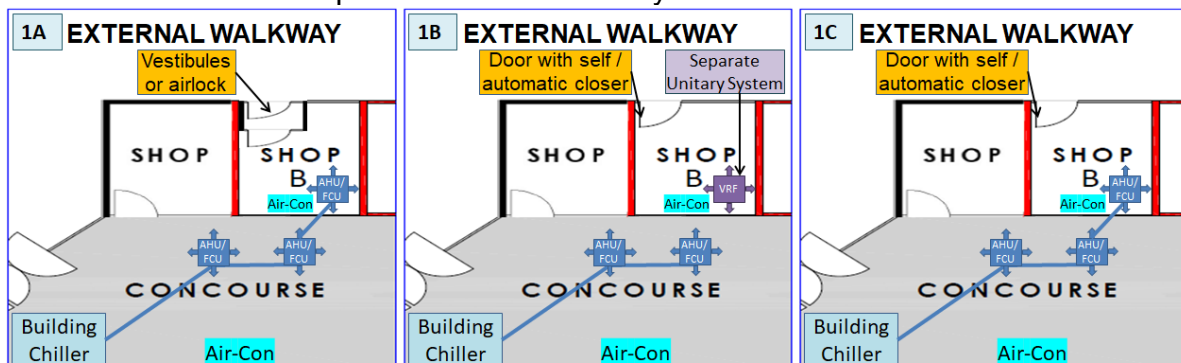 1A EXTERNAL WALKWAY
Vestibules
or airlock
SHOP
SHOP
B
AHU/
FCU
Air-Con
AHU/
FCU
AHU/
FCU
CONCOURSE
Building
Chiller
Air-Con
1B EXTERNAL WALKWAY
Door with self /
automatic closer
Separate
Unitary System
SHOP
SHOP
B
VRF
Air-Con
AHU/
FCU
AHU/
FCU
CONCOURSE
Building
Chiller
Air-Con
1C EXTERNAL WALKWAY
Door with self /
automatic closer
SHOP
SHOP
B
AHU/
FCU
Air-Con
AHU/
FCU
AHU/
FCU
CONCOURSE
Building
Chiller
Air-Con